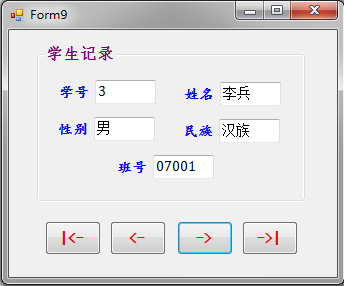 Form9
学生记录
学号 3 姓名 李兵
性别 男 民族 汉族
班号 07001
|<- <- -> ->|